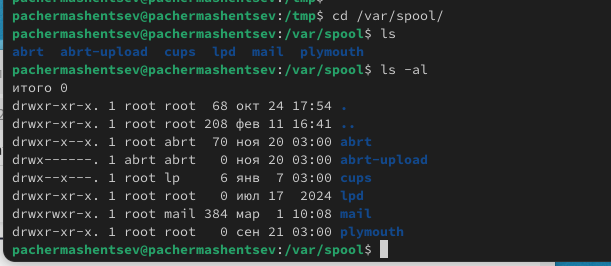 pachermashentsev@pachermashentsev:/tmp$ cd /var/spool/
pachermashentsev@pachermashentsev:/var/spool$ ls
abrt abrt-upload cups lpd mail plymouth
pachermashentsev@pachermashentsev:/var/spool$ ls -al
итого 0
drwxr-xr-x. 1 root root 68 окт 24 17:54 .
drwxr-xr-x. 1 root root 208 фев 11 16:41 ..
drwxr-x--x. 1 root abrt 70 ноя 20 03:00 abrt
drwx------. 1 abrt abrt 0 ноя 20 03:00 abrt-upload
drwx--x---. 1 root lp 6 янв 7 03:00 cups
drwxr-xr-x. 1 root root 0 июл 17 2024 lpd
drwxrwxr-x. 1 root mail 384 мар 1 10:08 mail
drwxr-xr-x. 1 root root 0 сен 21 03:00 plymouth
pachermashentsev@pachermashentsev:/var/spool$